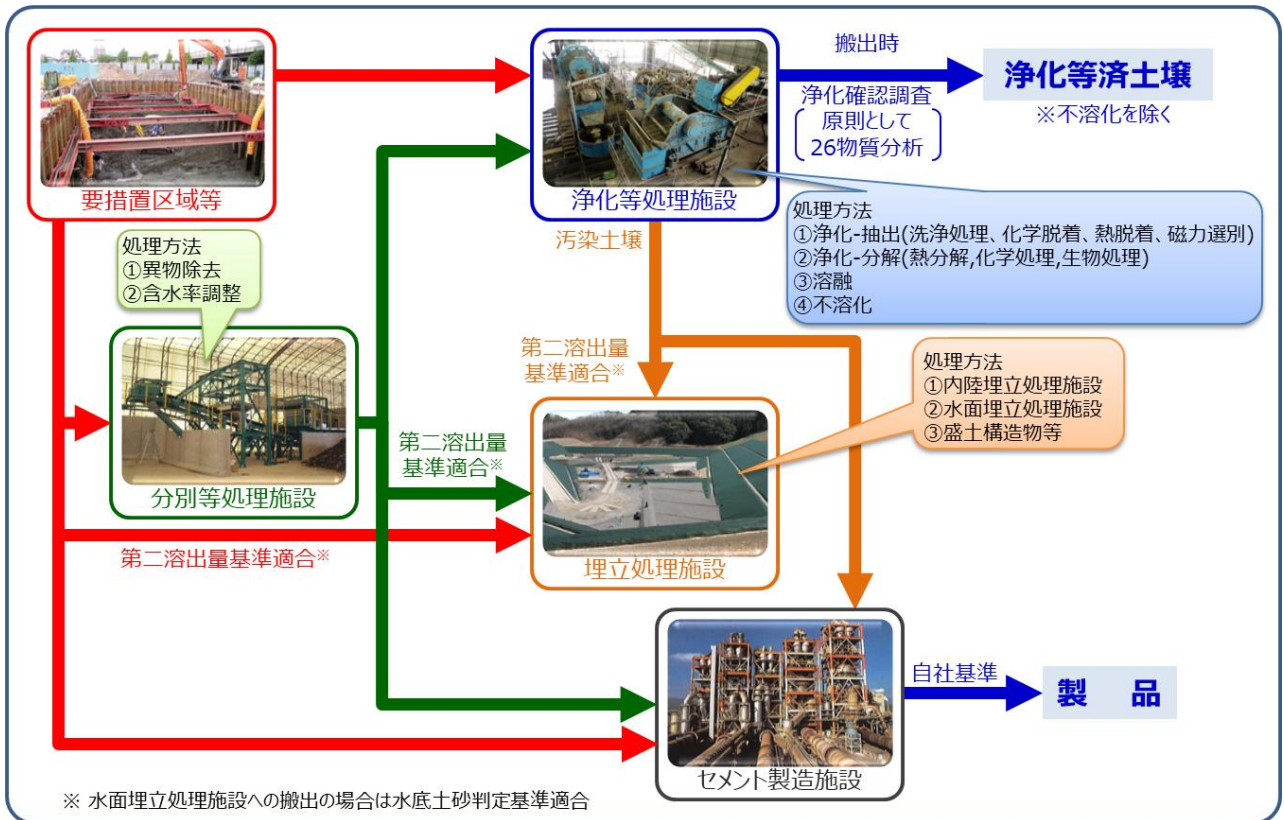 搬出時
浄化等済土壌
浄化確認調査
原則として
26物質分析
※不溶化を除く
要措置区域等
浄化等処理施設
処理方法
①浄化-抽出(洗浄処理、化学脱着、熱脱着、磁力選別)
②浄化-分解(熱分解,化学処理,生物処理)
③溶融
④不溶化
処理方法
①異物除去
②含水率調整
汚染土壌
第二溶出量
基準適合※
処理方法
①内陸埋立処理施設
②水面埋立処理施設
③盛土構造物等
第二溶出量
基準適合※
分別等処理施設
第二溶出量基準適合※
埋立処理施設
自社基準
製 品
セメント製造施設
※ 水面埋立処理施設への搬出の場合は水底土砂判定基準適合